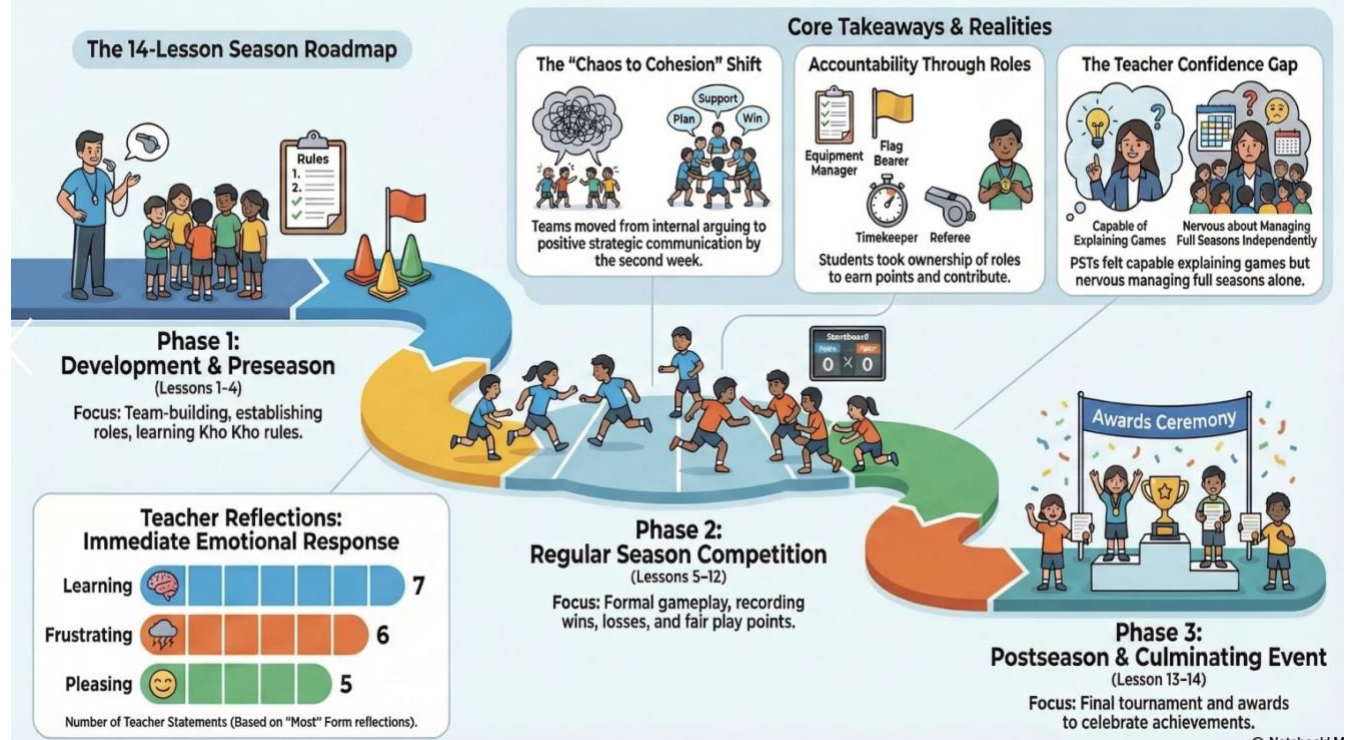 The 14-Lesson Season Roadmap
Core Takeaways & Realities
The "Chaos to Cohesion" Shift
Plan
Support
Win
Teams moved from internal arguing to
positive strategic communication by
the second week.
Accountability Through Roles
Equipment
Manager
Flag
Bearer
Timekeeper
Referee
Students took ownership of roles
to earn points and contribute.
The Teacher Confidence Gap
?
?
Capable of
Explaining Games
Nervous about Managing
Full Seasons Independently
PSTs felt capable explaining games but
nervous managing full seasons alone.
Rules
1.
2.
Phase 1:
Development & Preseason
(Lessons 1–4)
Focus: Team-building, establishing
roles, learning Kho Kho rules.
0 X 0
Phase 2:
Regular Season Competition
(Lessons 5–12)
Focus: Formal gameplay, recording
wins, losses, and fair play points.
Awards Ceremony
Phase 3:
Postseason & Culminating Event
(Lesson 13–14)
Focus: Final tournament and awards
to celebrate achievements.
Teacher Reflections:
Immediate Emotional Response
Learning 7
Frustrating 6
Pleasing 5
Number of Teacher Statements (Based on "Most" Form reflections).